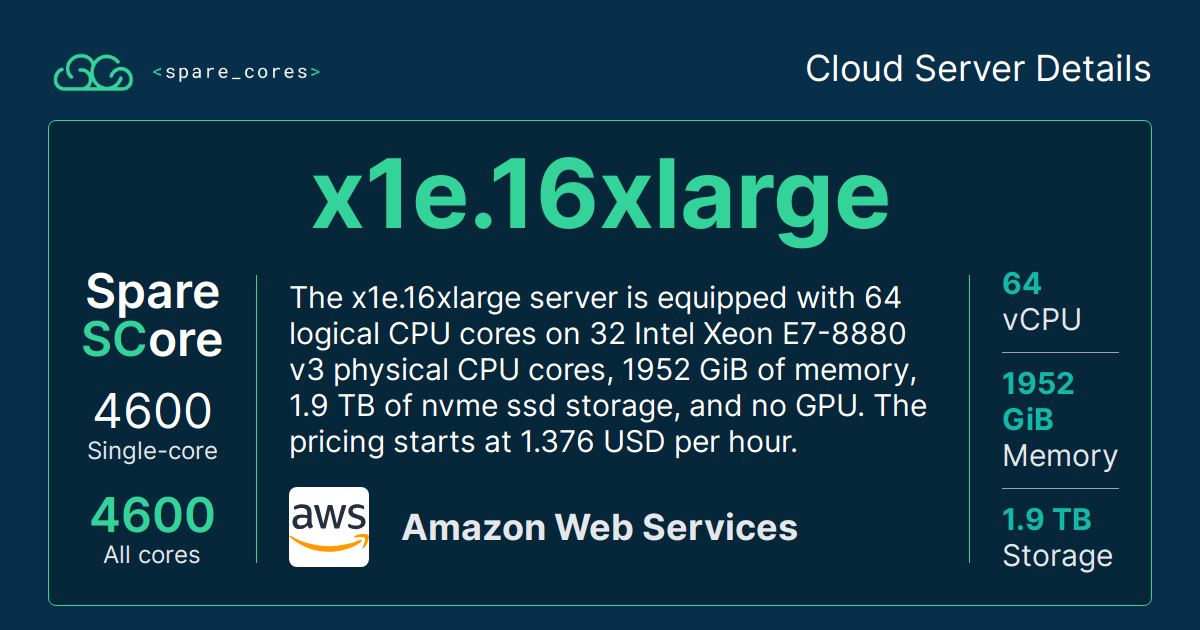 <spare_cores>
Cloud Server Details
x1e.16xlarge
Spare
SCore
4600
Single-core
4600
All cores
The x1e.16xlarge server is equipped with 64
logical CPU cores on 32 Intel Xeon E7-8880
v3 physical CPU cores, 1952 GiB of memory,
1.9 TB of nvme ssd storage, and no GPU. The
pricing starts at 1.376 USD per hour.
aws
Amazon Web Services
64
vCPU
1952
GiB
Memory
1.9 TB
Storage